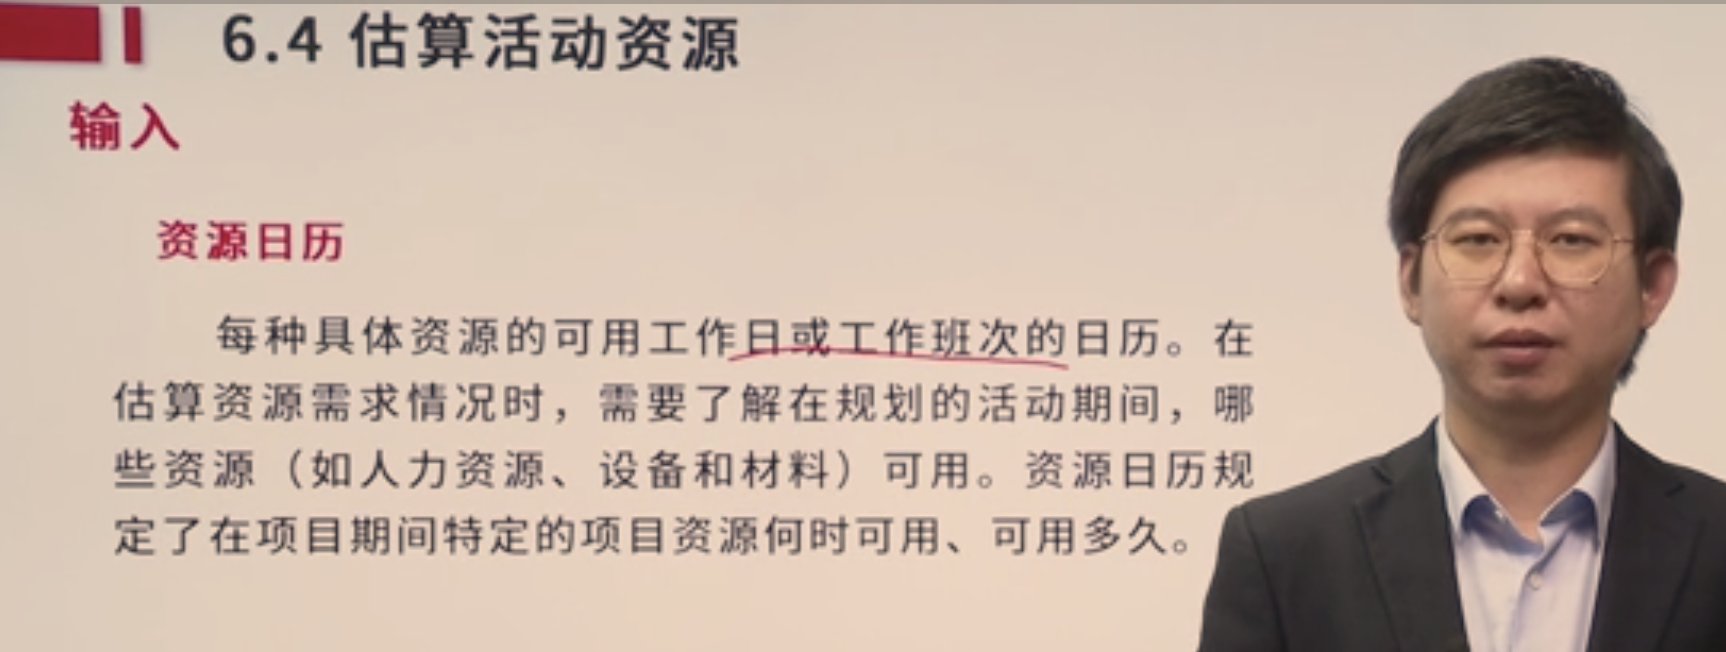 6.4 估算活动资源
输入
资源日历
每种具体资源的可用工作日或工作班次的日历。在
估算资源需求情况时，需要了解在规划的活动期间，哪
些资源（如人力资源、设备和材料）可用。资源日历规
定了在项目期间特定的项目资源何时可用、可用多久。